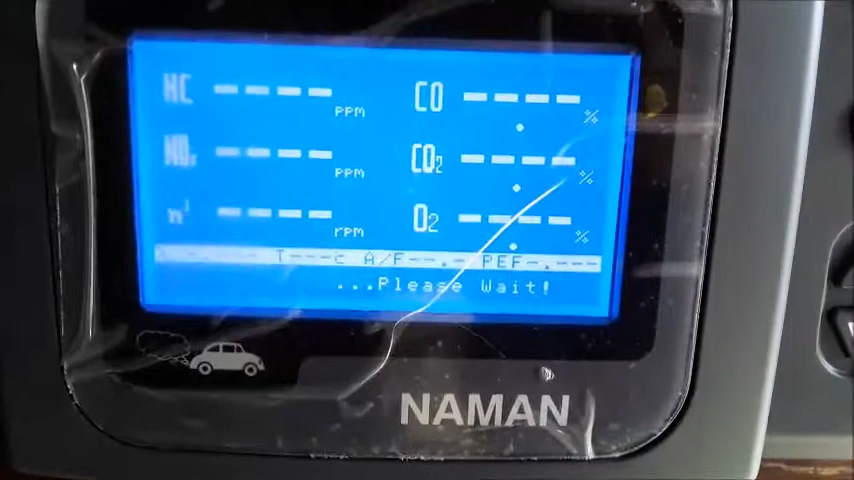 HC ---- PPM CO --.-- %
NOx ---- PPM CO2 --.-- %
n ---- rPM O2 --.-- %
T---c A/F--.- PEF-.---
...Please Wait!
NAMAN